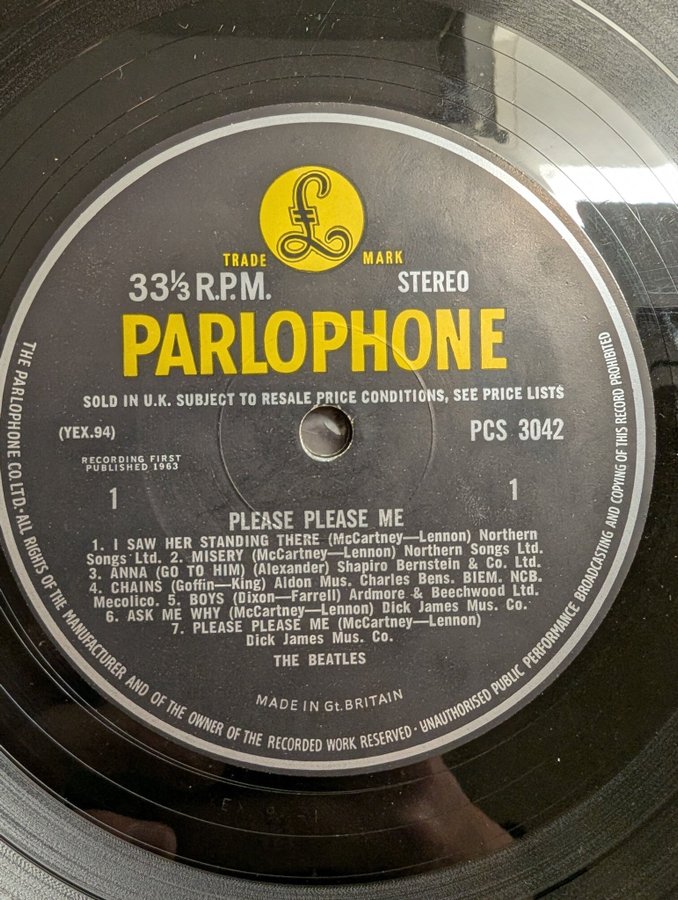 TRADE MARK
33⅓ R.P.M. STEREO
PARLOPHONE
SOLD IN U.K. SUBJECT TO RESALE PRICE CONDITIONS, SEE PRICE LISTS
(YEX.94) PCS 3042
RECORDING FIRST
PUBLISHED 1963
1 1
PLEASE PLEASE ME
1. I SAW HER STANDING THERE (McCartney—Lennon) Northern
Songs Ltd. 2. MISERY (McCartney—Lennon) Northern Songs Ltd.
3. ANNA (GO TO HIM) (Alexander) Shapiro Bernstein & Co. Ltd.
4. CHAINS (Goffin—King) Aldon Mus. Charles Bens. BIEM. NCB.
Mecolico. 5. BOYS (Dixon—Farrell) Ardmore & Beechwood Ltd.
6. ASK ME WHY (McCartney—Lennon) Dick James Mus. Co.
7. PLEASE PLEASE ME (McCartney—Lennon)
Dick James Mus. Co.
THE BEATLES
MADE IN Gt. BRITAIN
THE PARLOPHONE CO. LTD. · ALL RIGHTS OF THE MANUFACTURER AND OF THE OWNER OF THE RECORDED WORK RESERVED · UNAUTHORISED PUBLIC PERFORMANCE BROADCASTING AND COPYING OF THIS RECORD PROHIBITED